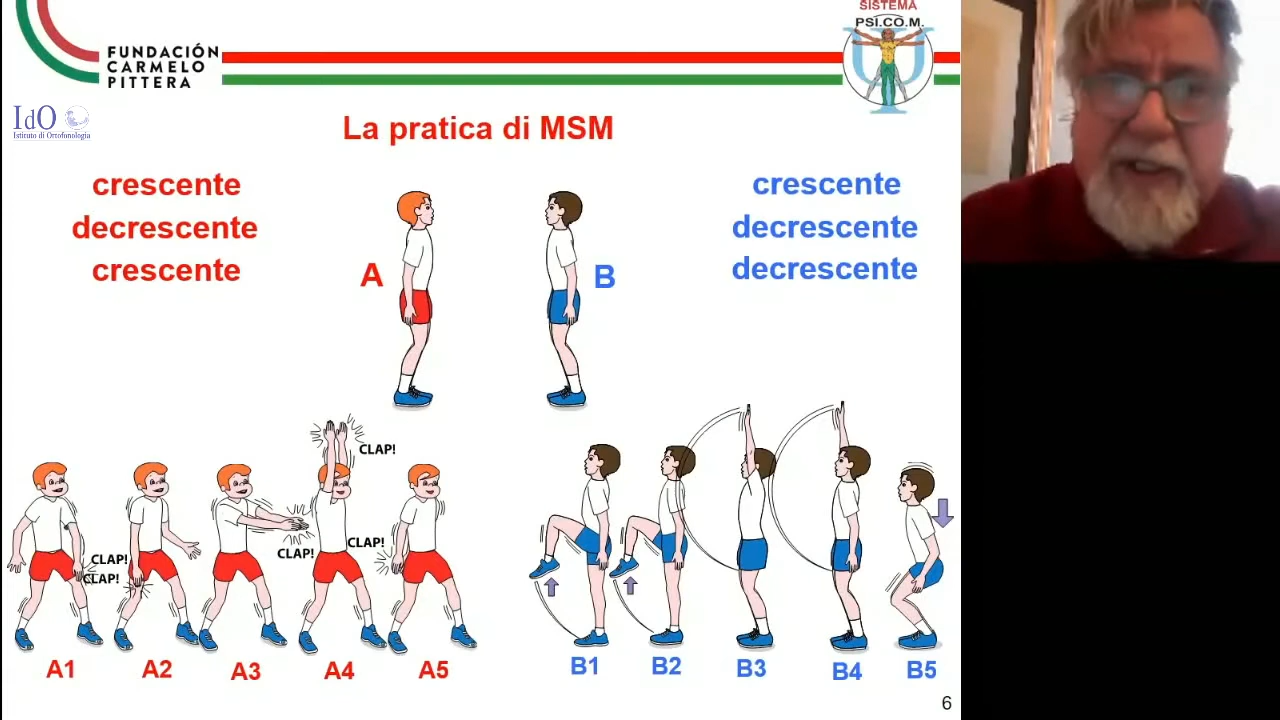 FUNDACIÓN
CARMELO
PITTERA
SISTEMA
PSI.CO.M.
IdO
Istituto di Ortofonologia
La pratica di MSM
crescente
decrescente
crescente
A
B
crescente
decrescente
decrescente
CLAP!
CLAP!
CLAP!
CLAP!
CLAP!
A1
A2
A3
A4
A5
B1
B2
B3
B4
B5
6